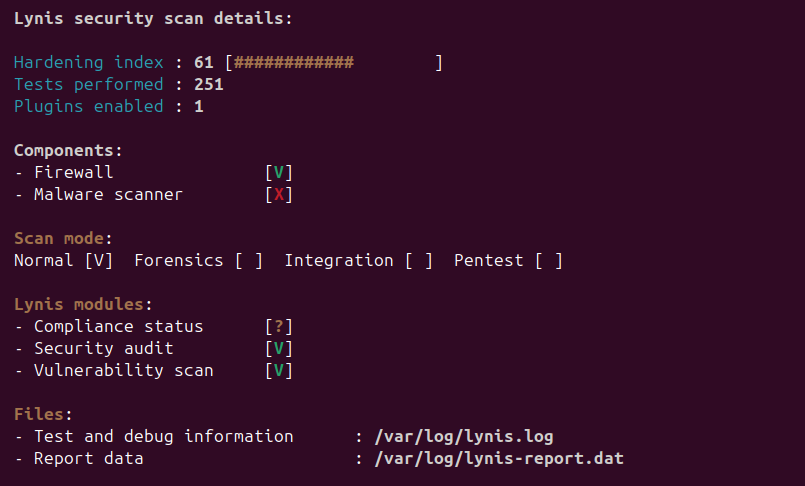 Lynis security scan details:
Hardening index : 61 [############        ]
Tests performed : 251
Plugins enabled : 1
Components:
- Firewall               [V]
- Malware scanner        [X]
Scan mode:
Normal [V]  Forensics [ ]  Integration [ ]  Pentest [ ]
Lynis modules:
- Compliance status      [?]
- Security audit         [V]
- Vulnerability scan     [V]
Files:
- Test and debug information      : /var/log/lynis.log
- Report data                     : /var/log/lynis-report.dat